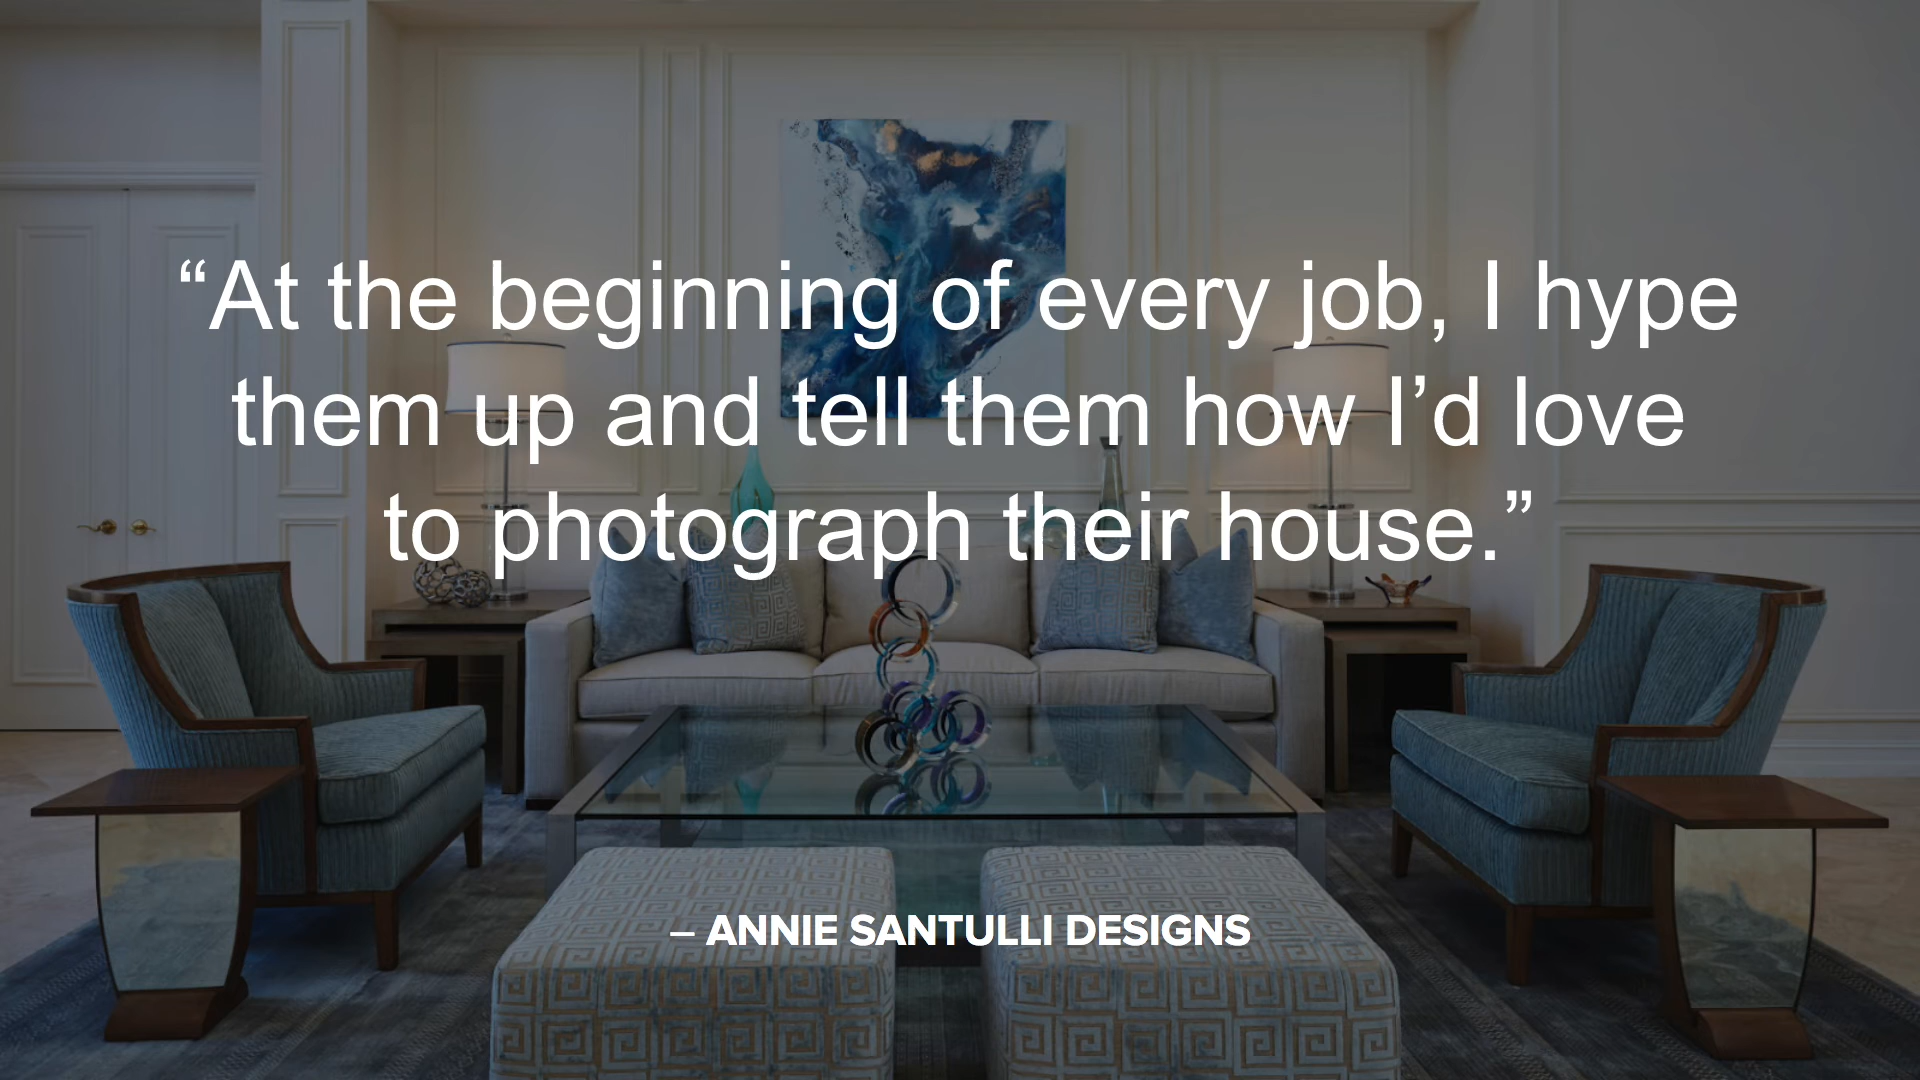 “At the beginning of every job, I hype
them up and tell them how I’d love
to photograph their house.”
– ANNIE SANTULLI DESIGNS